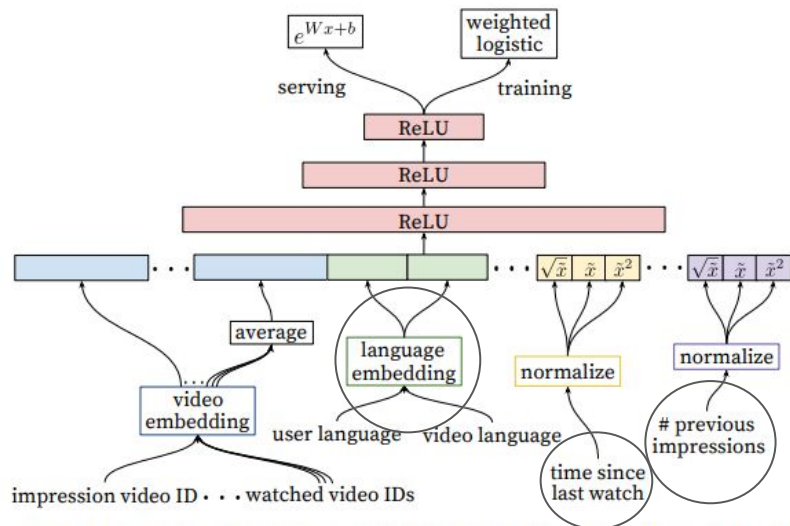 e^{Wx+b}
weighted
logistic
serving
training
ReLU
ReLU
ReLU
. . .
. . .
. . .
√x̃ x̃ x̃²
√x̃ x̃ x̃²
average
language
embedding
normalize
normalize
. . .
video
embedding
user language
video language
# previous
impressions
time since
last watch
impression video ID . . . watched video IDs